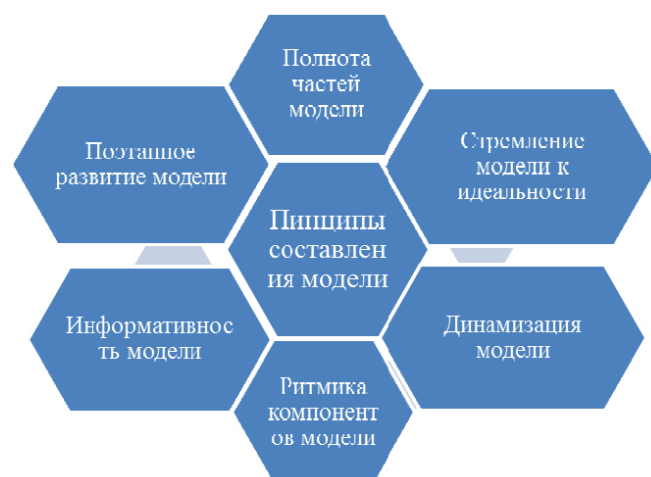 Полнота
частей
модели
Поэтапное
развитие модели
Стремление
модели к
идеальности
Пинципы
составлен
ия модели
Информативнос
ть модели
Динамизация
модели
Ритмика
компонент
ов модели